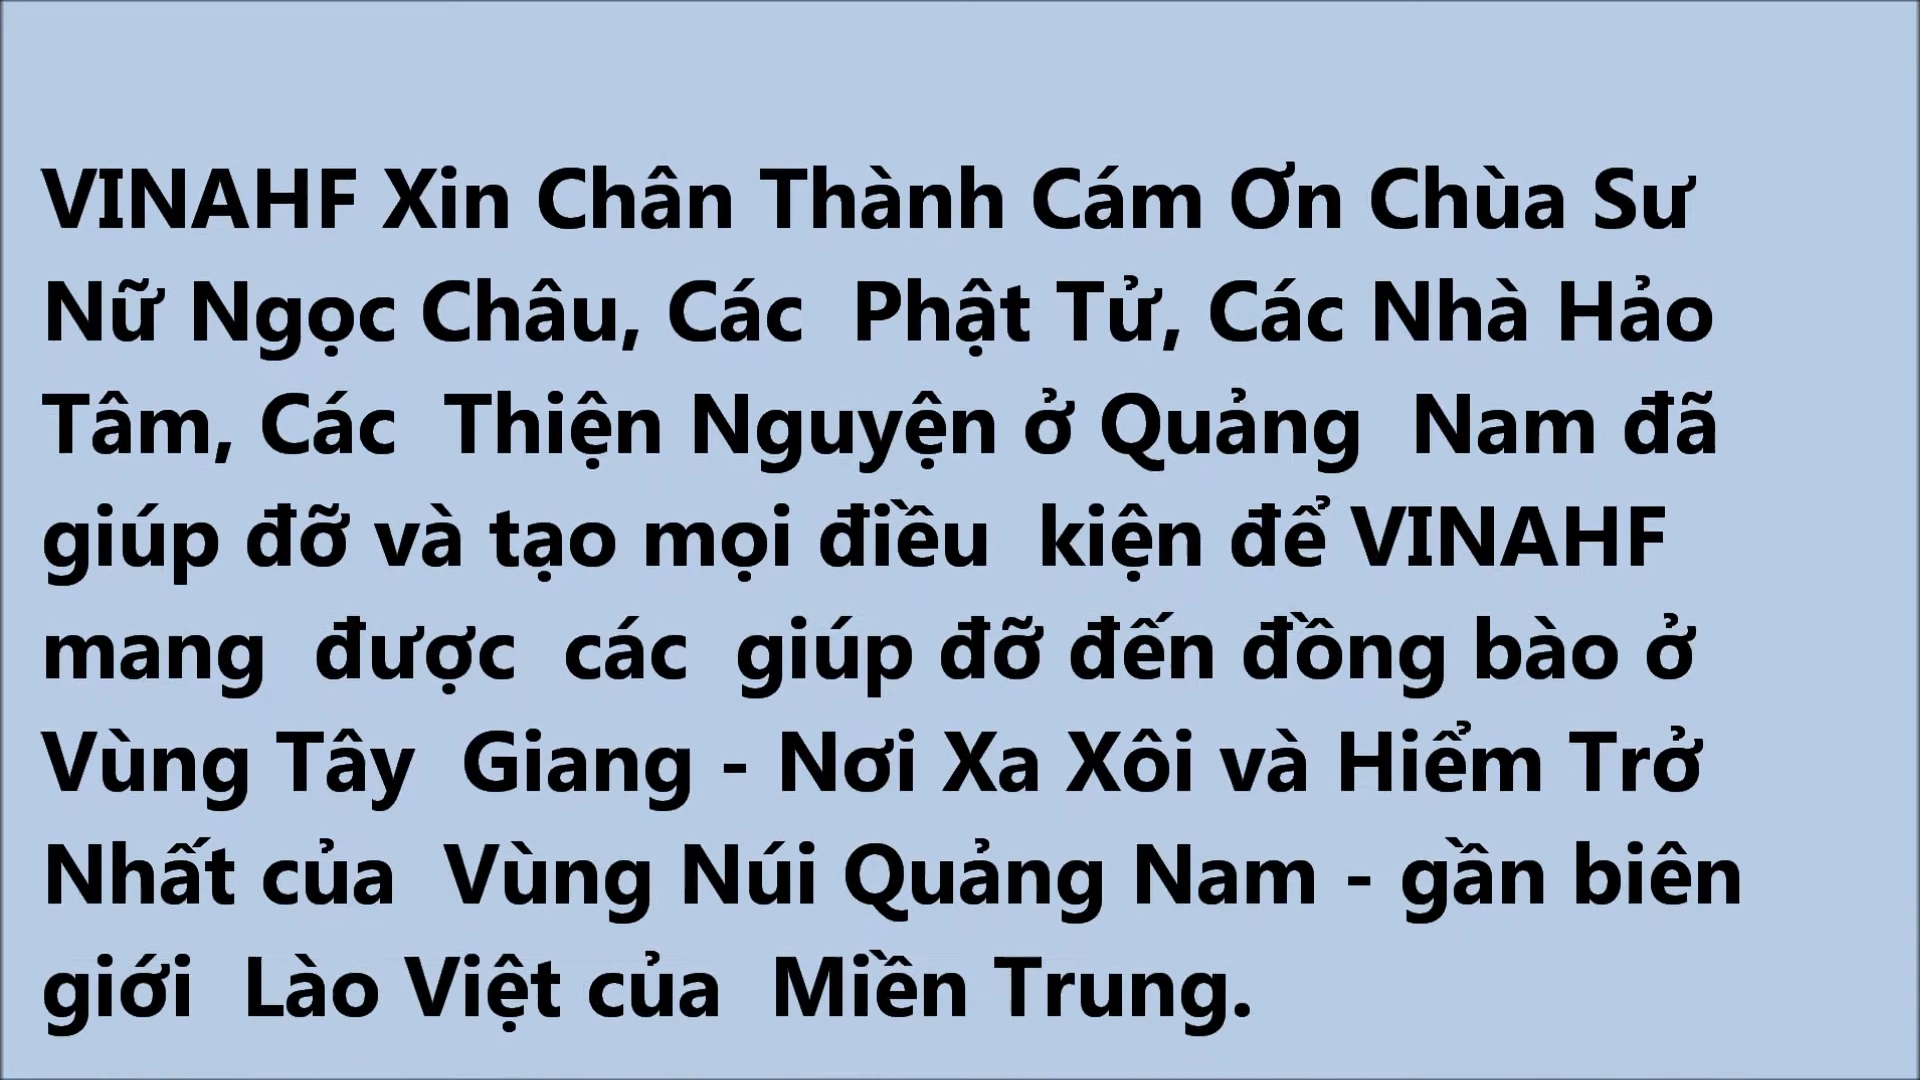 VINAHF Xin Chân Thành Cám Ơn Chùa Sư
Nữ Ngọc Châu, Các Phật Tử, Các Nhà Hảo
Tâm, Các Thiện Nguyện ở Quảng Nam đã
giúp đỡ và tạo mọi điều kiện để VINAHF
mang được các giúp đỡ đến đồng bào ở
Vùng Tây Giang - Nơi Xa Xôi và Hiểm Trở
Nhất của Vùng Núi Quảng Nam - gần biên
giới Lào Việt của Miền Trung.